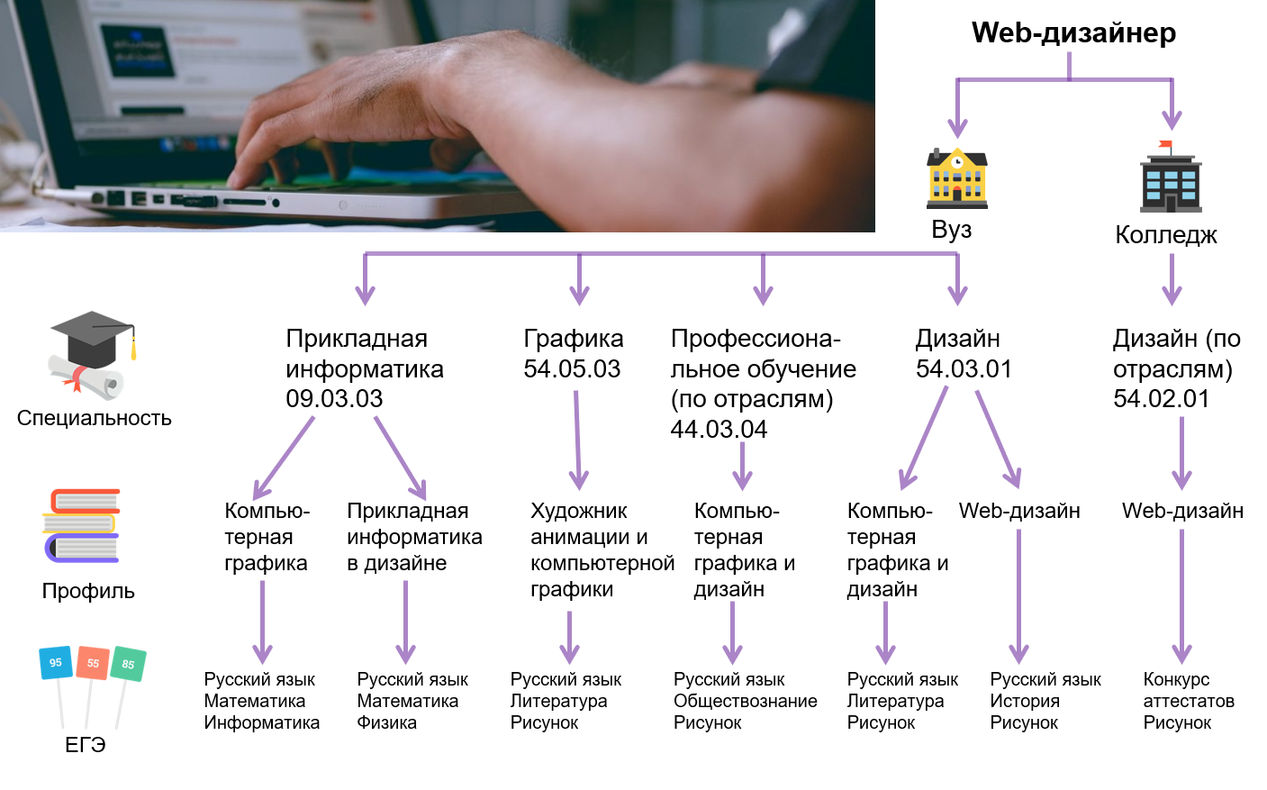 Web-дизайнер
Вуз
Колледж
Специальность
Прикладная
информатика
09.03.03
Графика
54.05.03
Профессиона-
льное обучение
(по отраслям)
44.03.04
Дизайн
54.03.01
Дизайн (по
отраслям)
54.02.01
Профиль
Компью-
терная
графика
Прикладная
информатика
в дизайне
Художник
анимации и
компьютерной
графики
Компью-
терная
графика и
дизайн
Компью-
терная
графика и
дизайн
Web-дизайн
Web-дизайн
95
55
85
ЕГЭ
Русский язык
Математика
Информатика
Русский язык
Математика
Физика
Русский язык
Литература
Рисунок
Русский язык
Обществознание
Рисунок
Русский язык
Литература
Рисунок
Русский язык
История
Рисунок
Конкурс
аттестатов
Рисунок